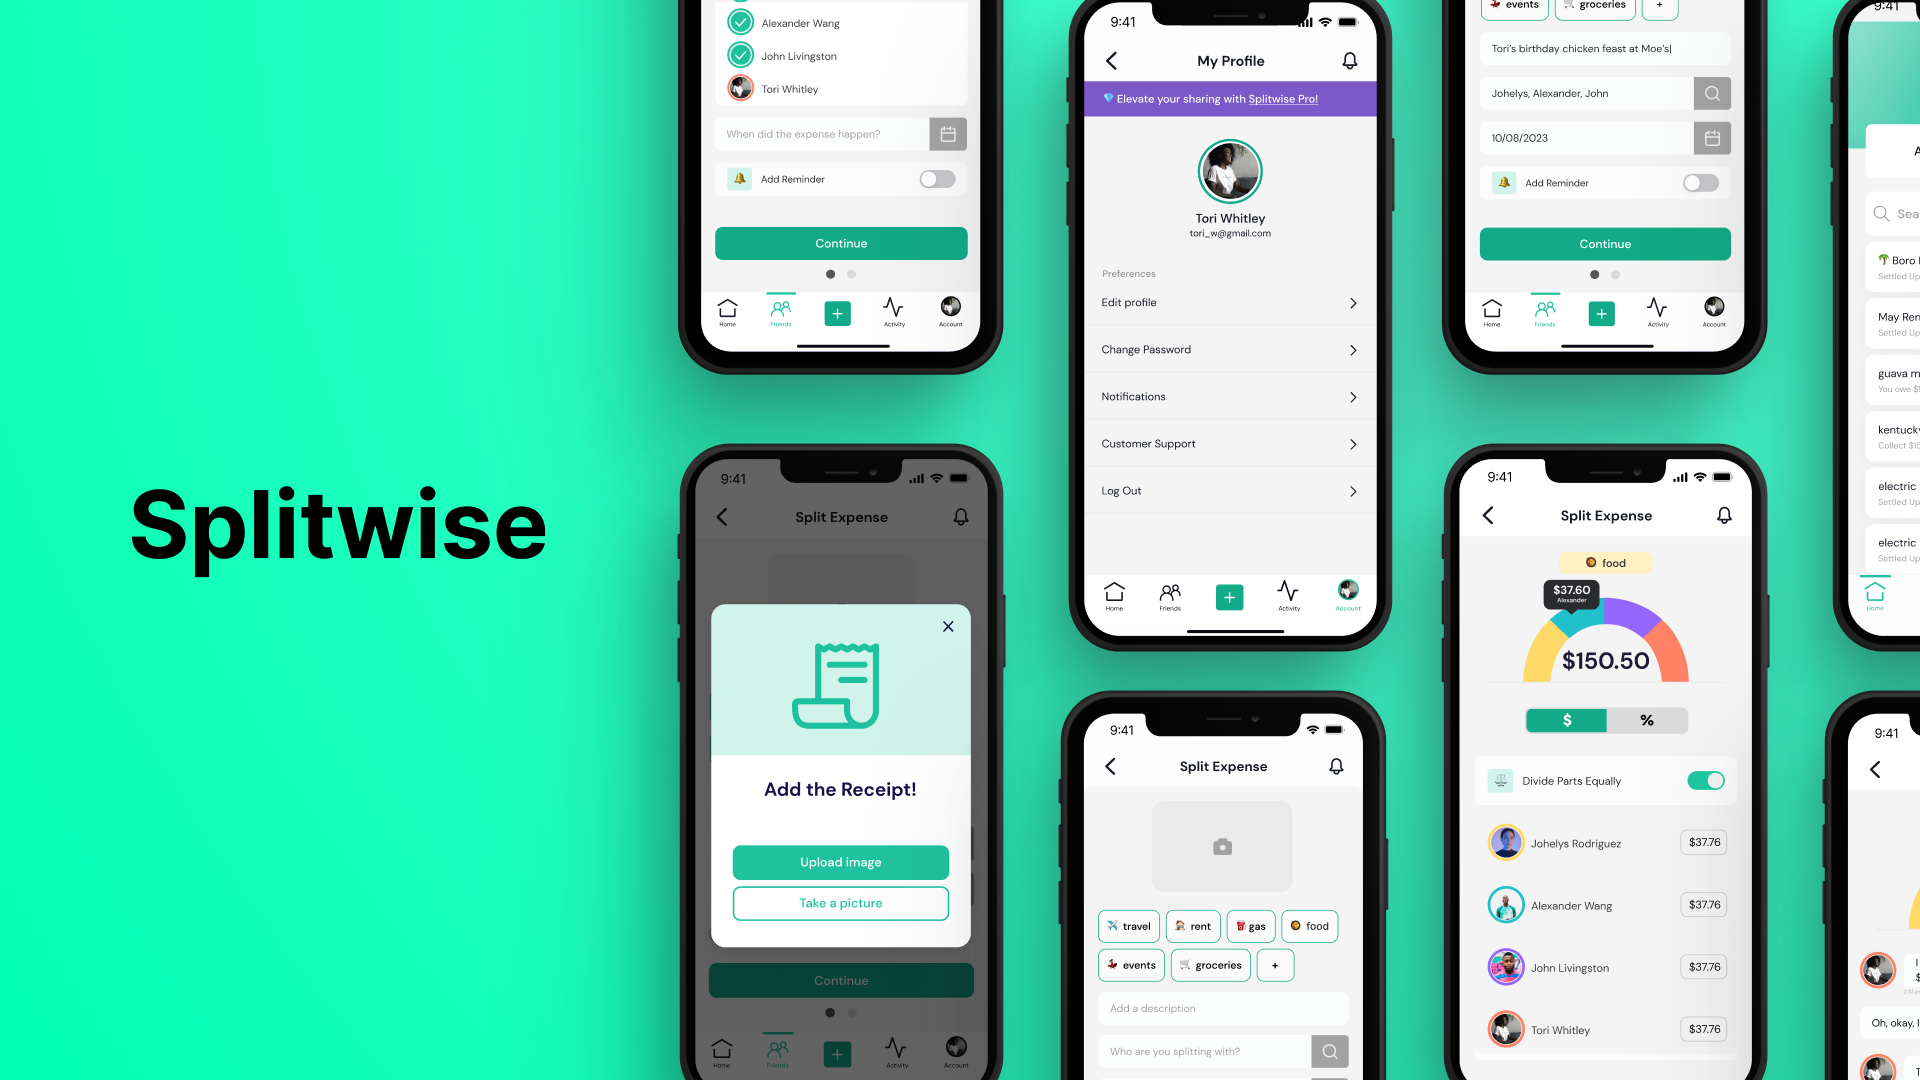 Splitwise
Alexander Wang
John Livingston
Tori Whitley
When did the expense happen?
Add Reminder
Continue
Home
Friends
Activity
Account
9:41
Split Expense
Add the Receipt!
Upload image
Take a picture
Continue
Home
Friends
Activity
Account
9:41
My Profile
Elevate your sharing with Splitwise Pro!
Tori Whitley
tori_w@gmail.com
Preferences
Edit profile
Change Password
Notifications
Customer Support
Log Out
Home
Friends
Activity
Account
9:41
Split Expense
travel
rent
gas
food
events
groceries
+
Add a description
Who are you splitting with?
events
groceries
+
Tori's birthday chicken feast at Moe's
Johelys, Alexander, John
10/08/2023
Add Reminder
Continue
Home
Friends
Activity
Account
9:41
Split Expense
food
$37.60
Alexander
$150.50
$
%
Divide Parts Equally
Johelys Rodriguez
$37.76
Alexander Wang
$37.76
John Livingston
$37.76
Tori Whitley
$37.76
9:41
Boro
Settled Up
May
Settled Up
guava
You owe
Collect
electric
Settled Up
electric
Settled Up
Home
9:41
I
$
Oh, okay, I